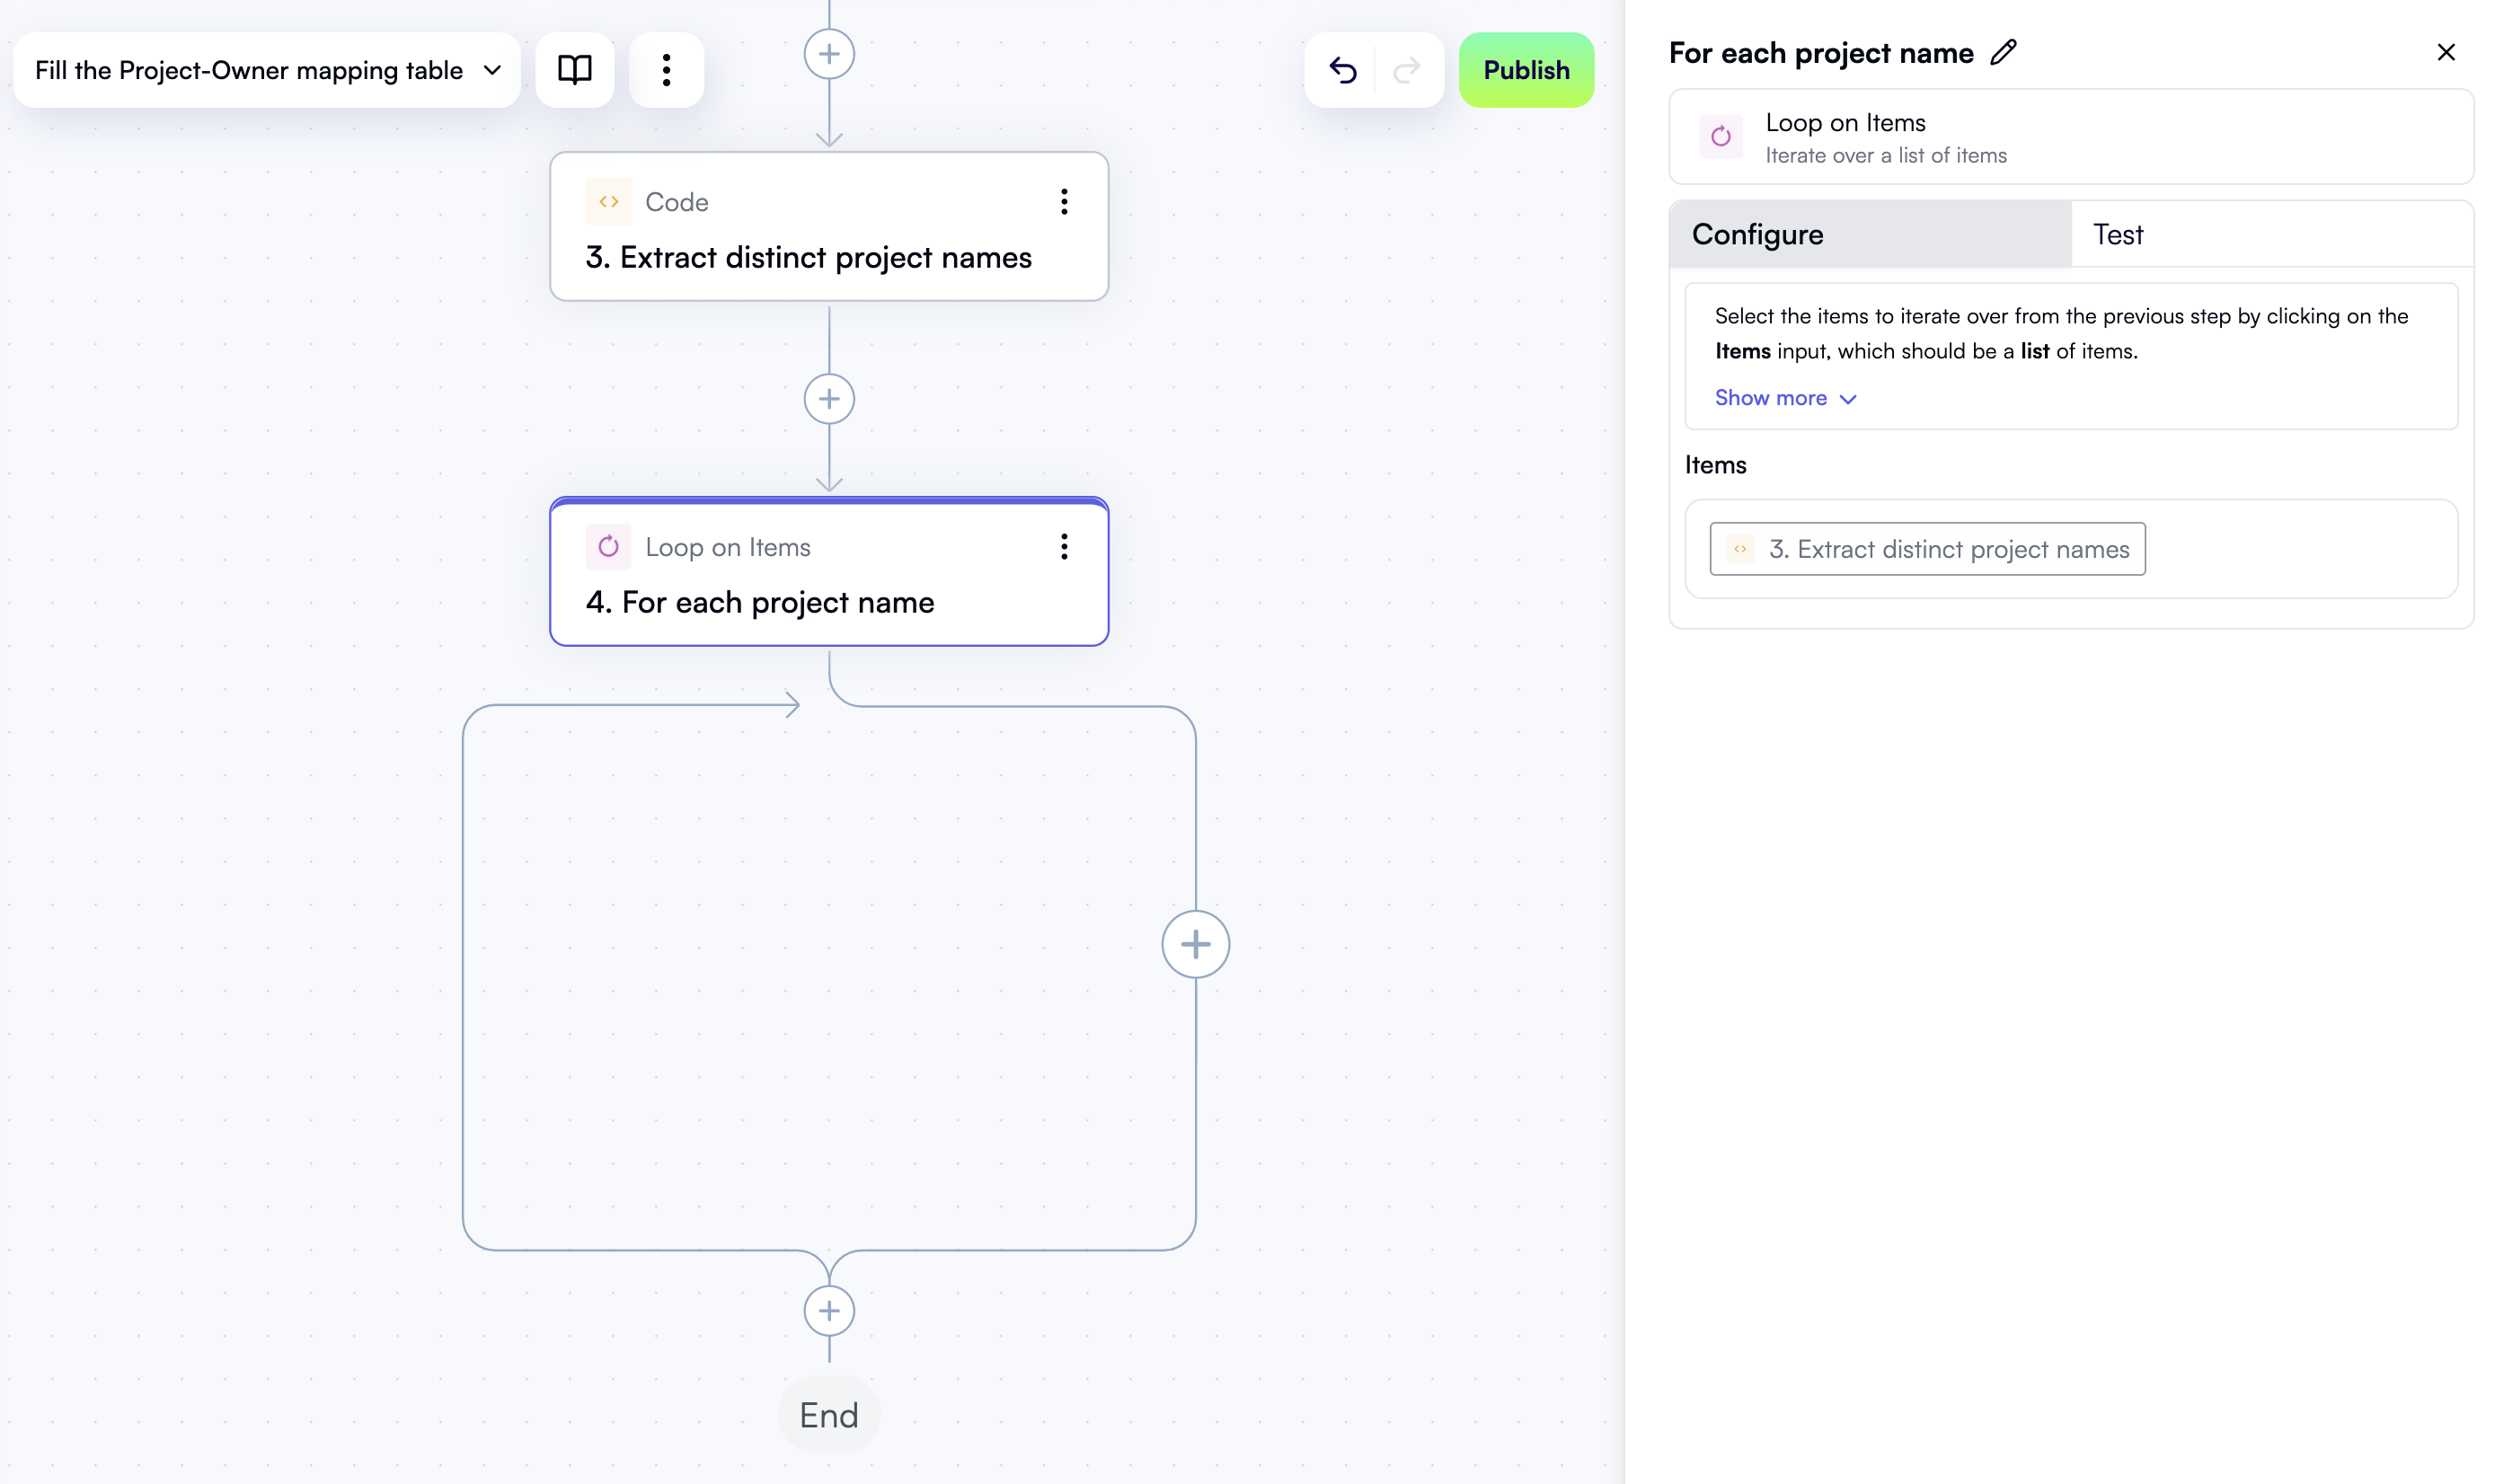 Fill the Project-Owner mapping table
Publish
Code
3. Extract distinct project names
Loop on Items
4. For each project name
End
For each project name
Loop on Items
Iterate over a list of items
Configure
Test
Select the items to iterate over from the previous step by clicking on the
Items input, which should be a list of items.
Show more
Items
3. Extract distinct project names